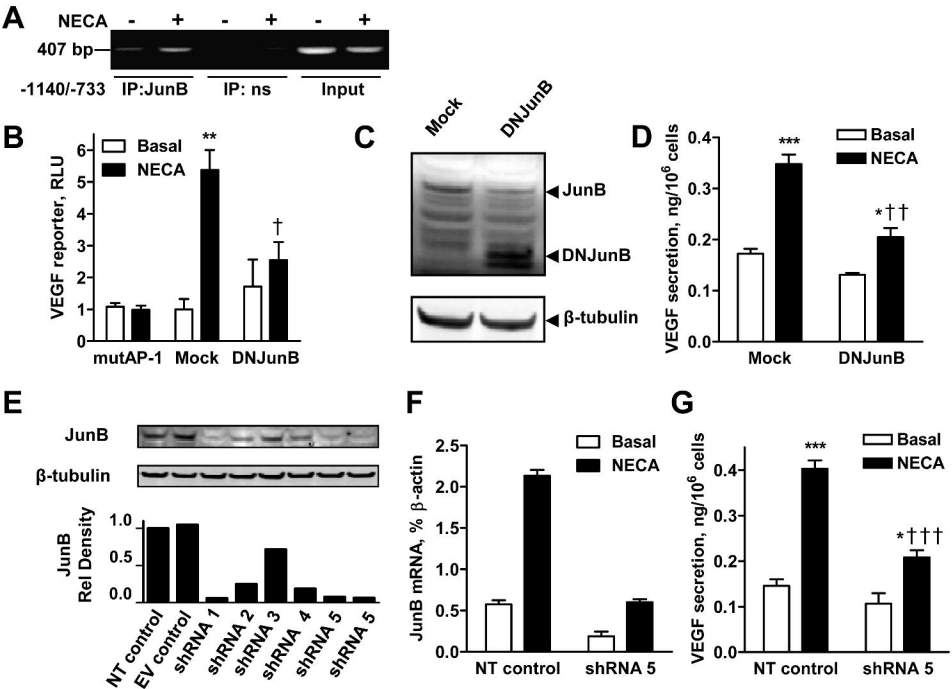 A
NECA - + - + - +
407 bp
-1140/-733 IP:JunB IP: ns Input
B
Basal
NECA
VEGF reporter, RLU
6
5
4
3
2
1
0
**
†
mutAP-1 Mock DNJunB
C
Mock DNJunB
JunB
DNJunB
β-tubulin
D
Basal
NECA
VEGF secretion, ng/10⁶ cells
0.4
0.3
0.2
0.1
0.0
***
*††
Mock DNJunB
E
JunB
β-tubulin
JunB
Rel Density
1.0
0.5
0.0
NT control
EV control
shRNA 1
shRNA 2
shRNA 3
shRNA 4
shRNA 5
shRNA 5
F
Basal
NECA
JunB mRNA, % β-actin
2.5
2.0
1.5
1.0
0.5
0.0
NT control shRNA 5
G
Basal
NECA
VEGF secretion, ng/10⁶ cells
0.4
0.3
0.2
0.1
0.0
***
*†††
NT control shRNA 5